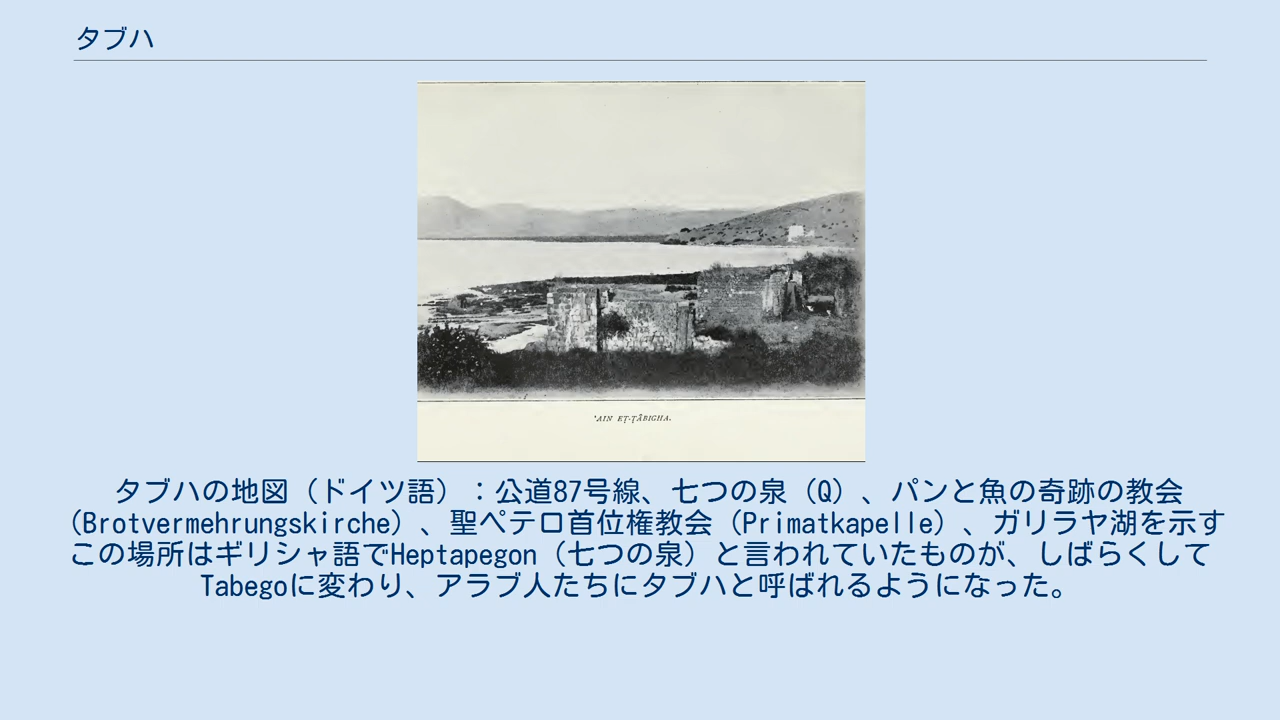 タブハ
'AIN EṬ-ṬÂBIGHA.
タブハの地図（ドイツ語）：公道87号線、七つの泉（Q）、パンと魚の奇跡の教会
（Brotvermehrungskirche）、聖ペテロ首位権教会（Primatkapelle）、ガリラヤ湖を示す
この場所はギリシャ語でHeptapegon（七つの泉）と言われていたものが、しばらくして
Tabegoに変わり、アラブ人たちにタブハと呼ばれるようになった。